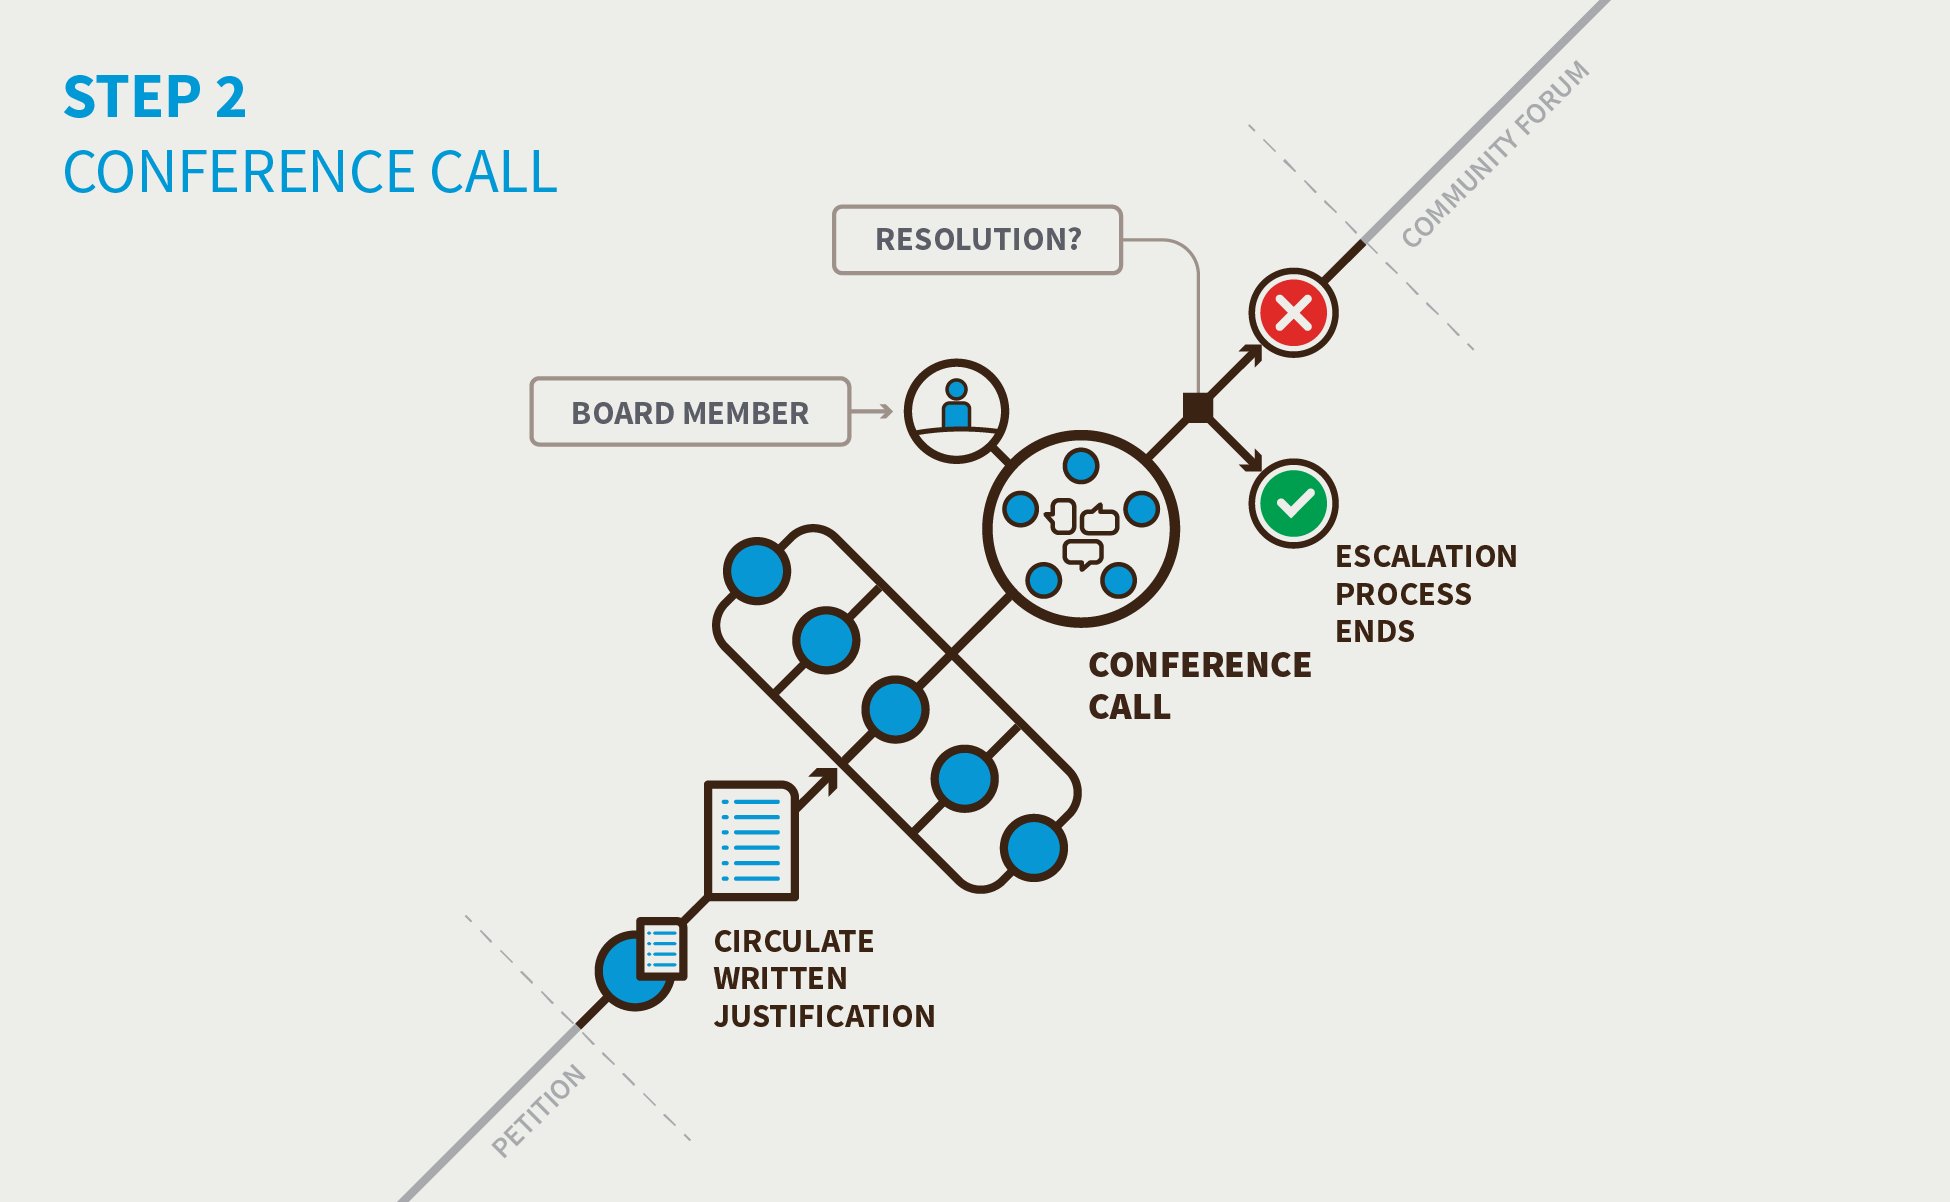 STEP 2
CONFERENCE CALL
COMMUNITY FORUM
RESOLUTION?
BOARD MEMBER
ESCALATION
PROCESS
ENDS
CONFERENCE
CALL
CIRCULATE
WRITTEN
JUSTIFICATION
PETITION